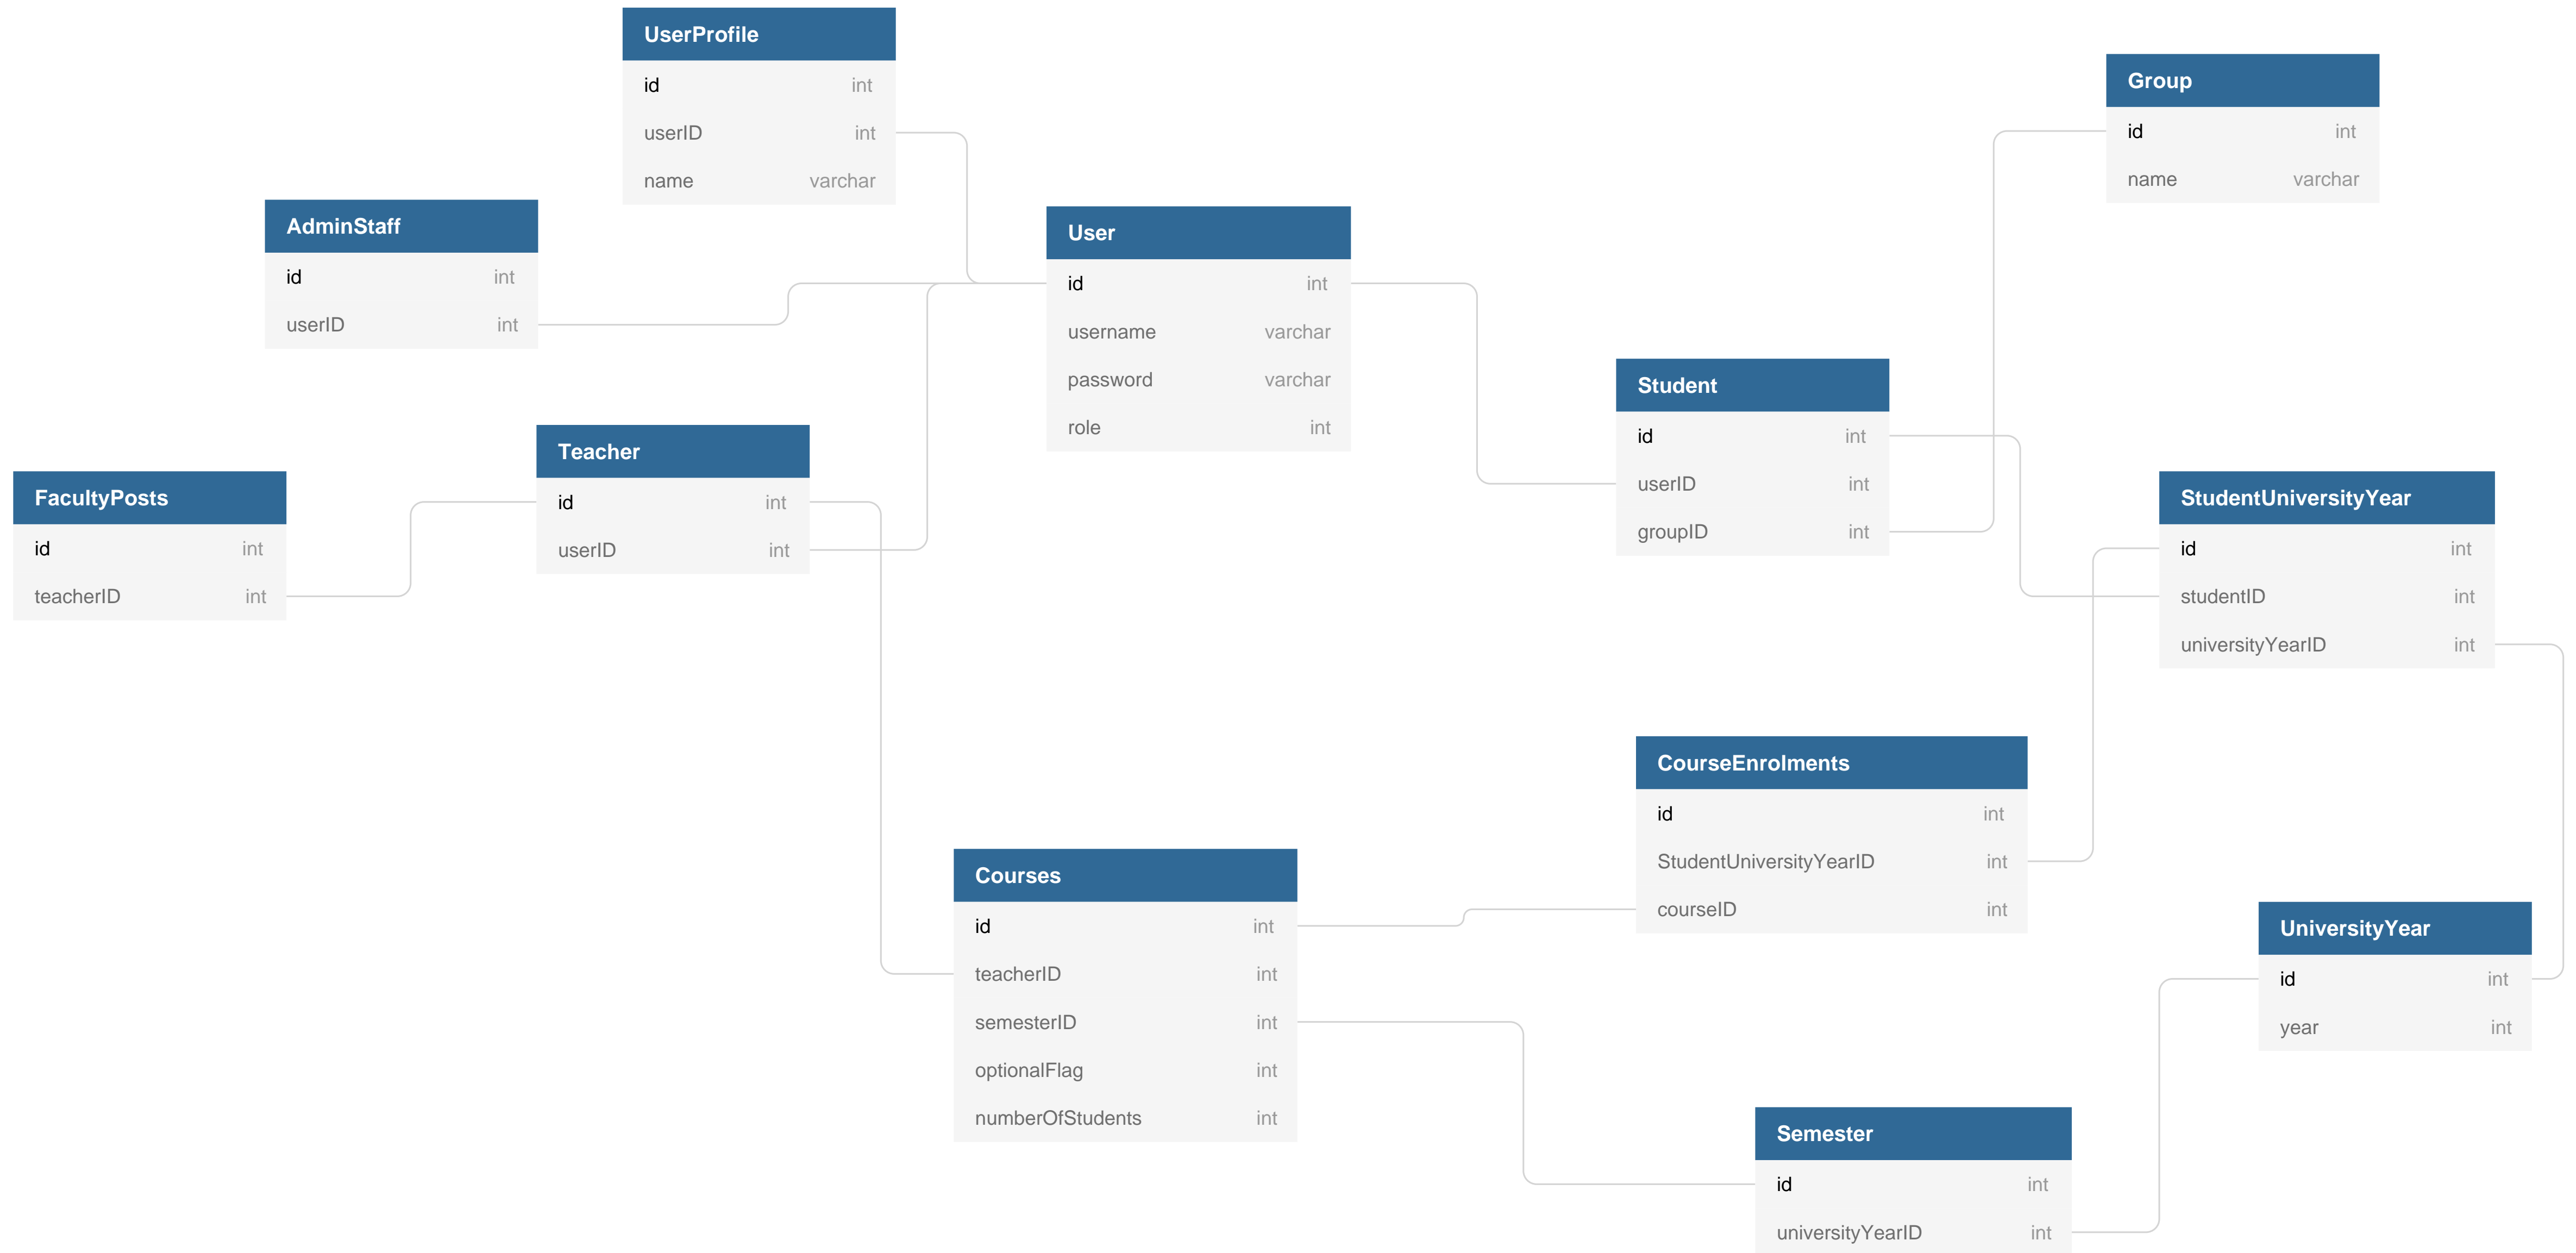 UserProfile
id int
userID int
name varchar
Group
id int
name varchar
AdminStaff
id int
userID int
User
id int
username varchar
password varchar
role int
Student
id int
userID int
groupID int
Teacher
id int
userID int
FacultyPosts
id int
teacherID int
StudentUniversityYear
id int
studentID int
universityYearID int
CourseEnrolments
id int
StudentUniversityYearID int
courseID int
Courses
id int
teacherID int
semesterID int
optionalFlag int
numberOfStudents int
UniversityYear
id int
year int
Semester
id int
universityYearID int